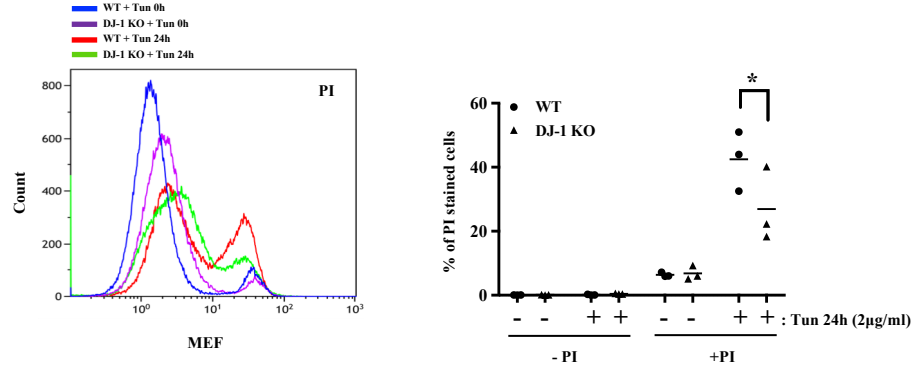 WT + Tun 0h
DJ-1 KO + Tun 0h
WT + Tun 24h
DJ-1 KO + Tun 24h
PI
800
600
400
200
0
Count
10⁰ 10¹ 10² 10³
MEF
*
60
40
20
0
% of PI stained cells
WT
DJ-1 KO
- - + + - - + + : Tun 24h (2μg/ml)
- PI +PI